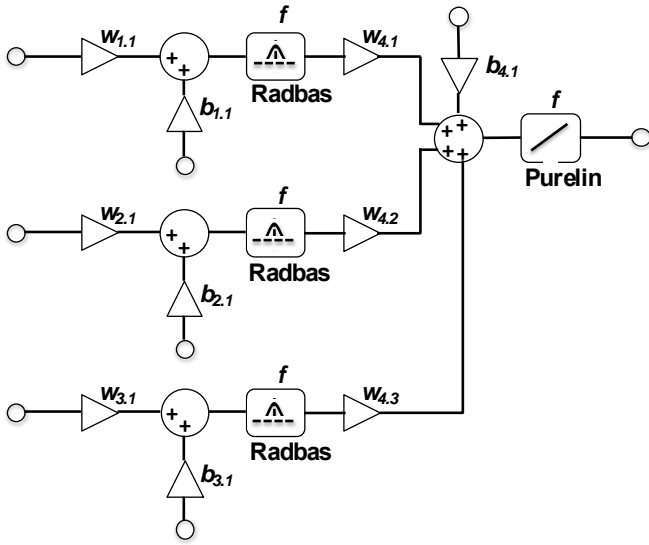 f
w1.1
w4.1
+
+
b1.1
Radbas
b4.1
f
+ +
+ +
Purelin
f
w2.1
w4.2
+
+
b2.1
Radbas
f
w3.1
w4.3
+
+
b3.1
Radbas